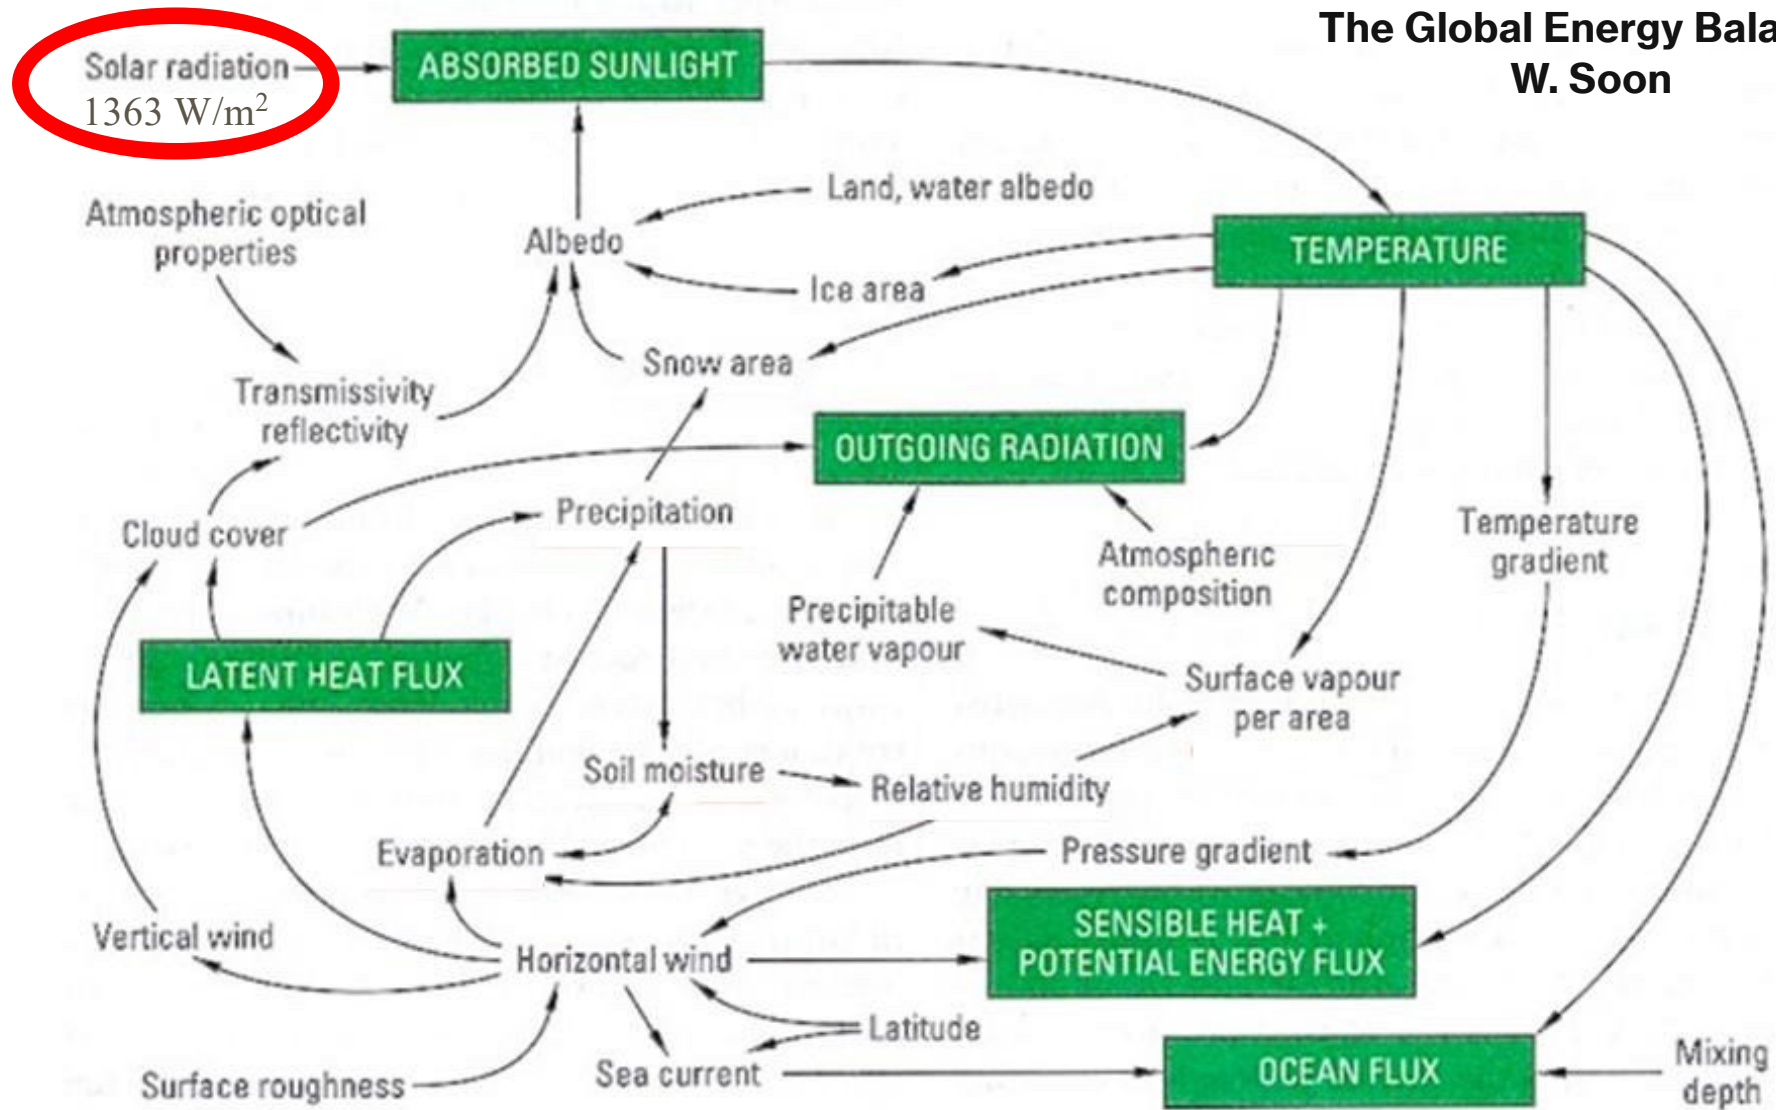 The Global Energy Bala
W. Soon
Solar radiation
1363 W/m²
ABSORBED SUNLIGHT
Land, water albedo
Atmospheric optical
properties
Albedo
TEMPERATURE
Ice area
Snow area
Transmissivity
reflectivity
OUTGOING RADIATION
Precipitation
Cloud cover
Temperature
gradient
Atmospheric
composition
Precipitable
water vapour
LATENT HEAT FLUX
Surface vapour
per area
Soil moisture
Relative humidity
Evaporation
Pressure gradient
SENSIBLE HEAT +
POTENTIAL ENERGY FLUX
Vertical wind
Horizontal wind
Latitude
Sea current
Surface roughness
OCEAN FLUX
Mixing
depth